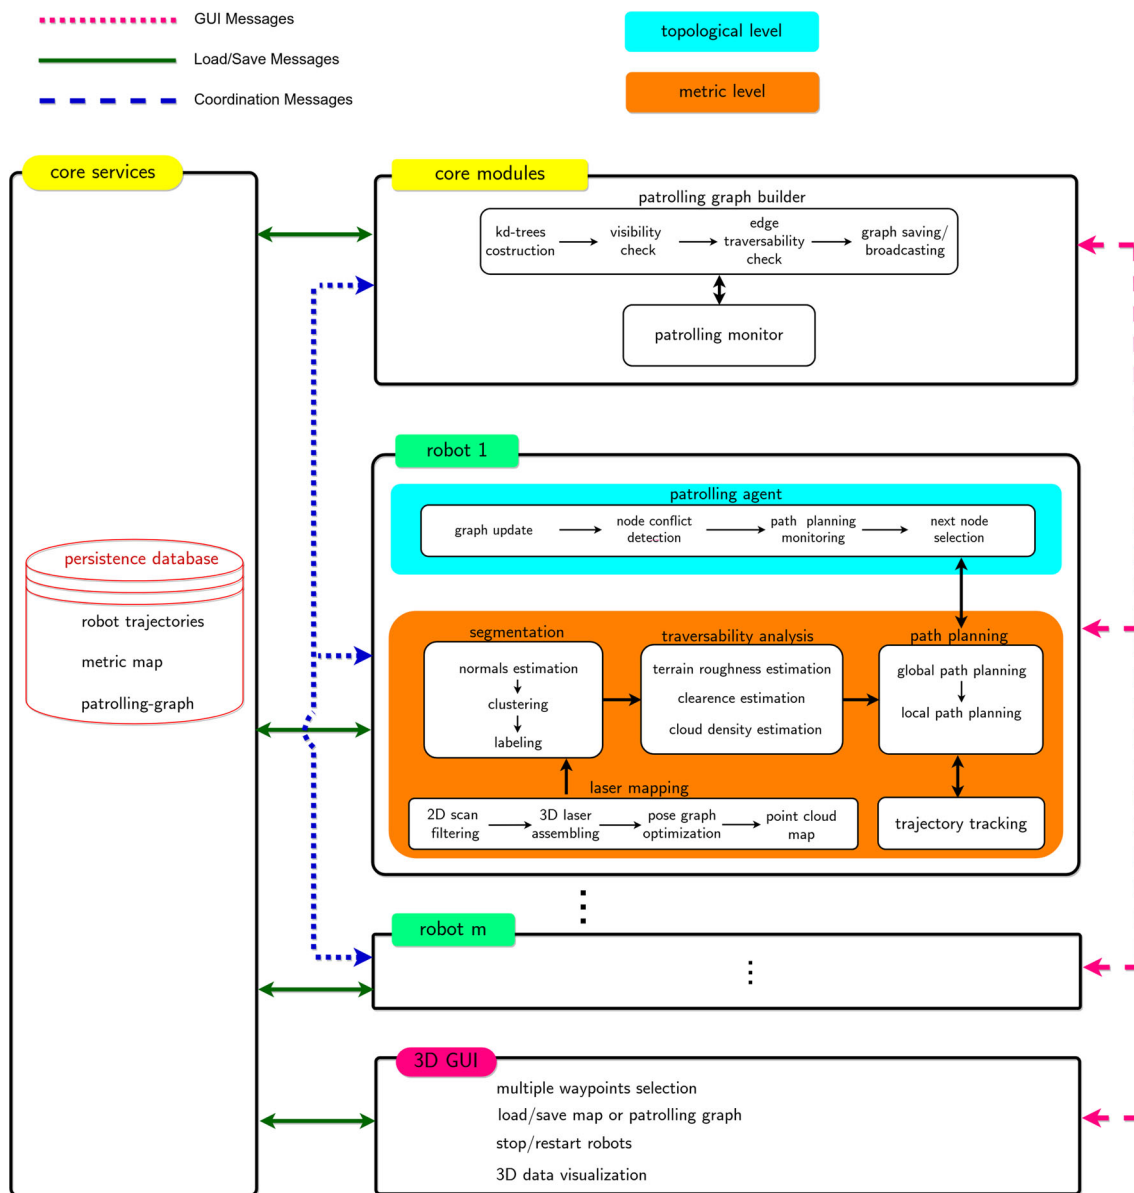 GUI Messages
Load/Save Messages
Coordination Messages
topological level
metric level
core services
persistence database
robot trajectories
metric map
patrolling-graph
core modules
patrolling graph builder
kd-trees
costruction
visibility
check
edge
traversability
check
graph saving/
broadcasting
patrolling monitor
robot 1
patrolling agent
graph update
node conflict
detection
path planning
monitoring
next node
selection
segmentation
normals estimation
clustering
labeling
traversability analysis
terrain roughness estimation
clearence estimation
cloud density estimation
path planning
global path planning
local path planning
laser mapping
2D scan
filtering
3D laser
assembling
pose graph
optimization
point cloud
map
trajectory tracking
robot m
3D GUI
multiple waypoints selection
load/save map or patrolling graph
stop/restart robots
3D data visualization